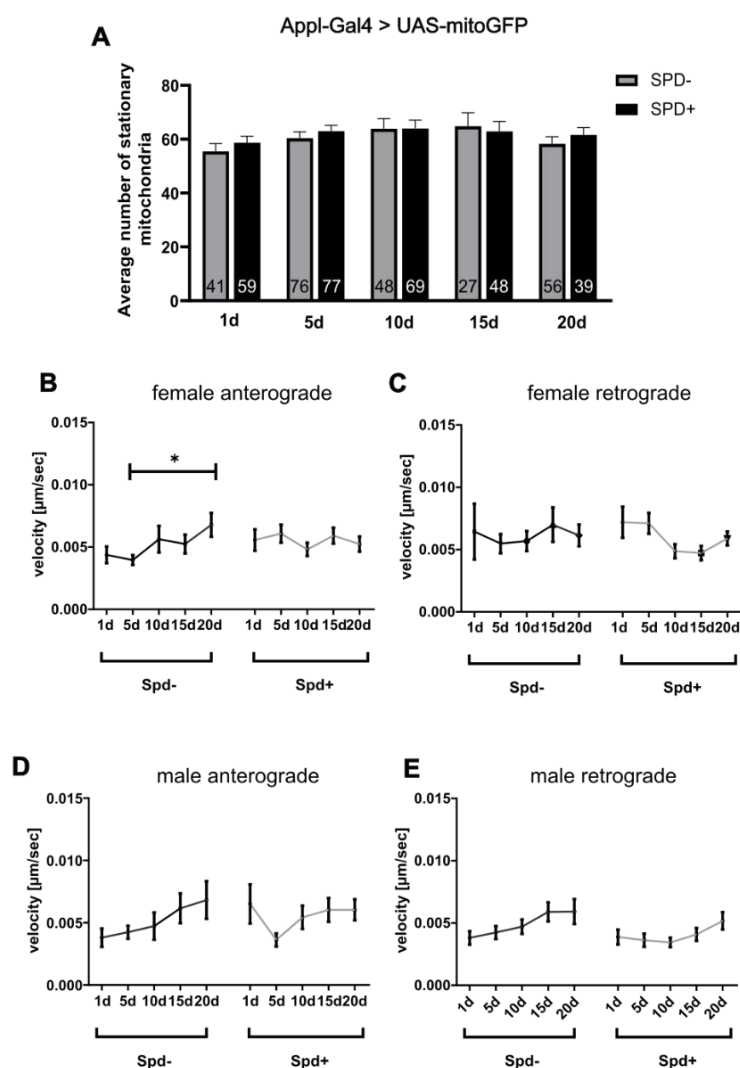 Appl-Gal4 > UAS-mitoGFP
A
Average number of stationary
mitochondria
80
60
40
20
0
41 59 76 77 48 69 27 48 56 39
1d 5d 10d 15d 20d
SPD-
SPD+
B
female anterograde
velocity [µm/sec]
0.015
0.010
0.005
0.000
*
1d 5d 10d 15d 20d 1d 5d 10d 15d 20d
Spd- Spd+
C
female retrograde
velocity [µm/sec]
0.015
0.010
0.005
0.000
1d 5d 10d 15d 20d 1d 5d 10d 15d 20d
Spd- Spd+
D
male anterograde
velocity [µm/sec]
0.015
0.010
0.005
0.000
1d 5d 10d 15d 20d 1d 5d 10d 15d 20d
Spd- Spd+
E
male retrograde
velocity [µm/sec]
0.015
0.010
0.005
0.000
1d 5d 10d 15d 20d 1d 5d 10d 15d 20d
Spd- Spd+